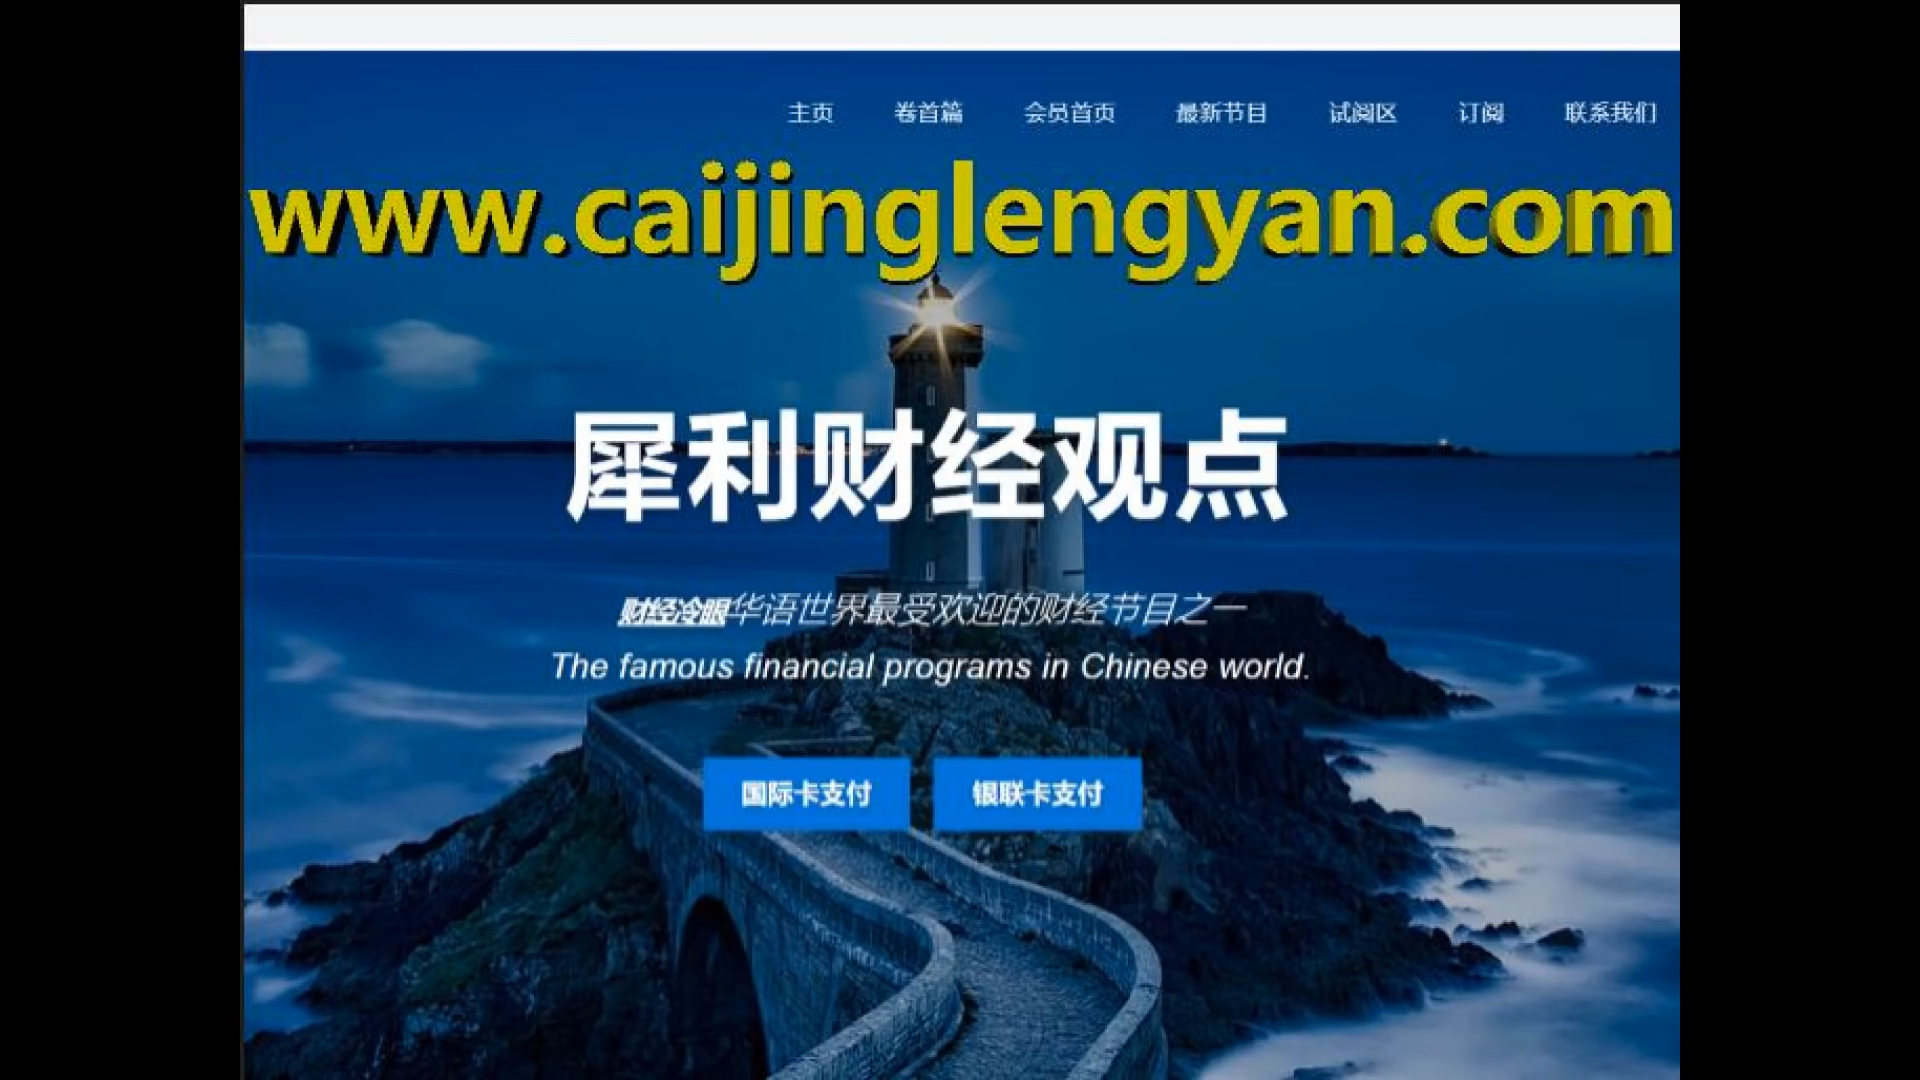 主页 卷首篇 会员首页 最新节目 试阅区 订阅 联系我们
www.caijinglengyan.com
犀利财经观点
财经冷眼华语世界最受欢迎的财经节目之一
The famous financial programs in Chinese world.
国际卡支付 银联卡支付